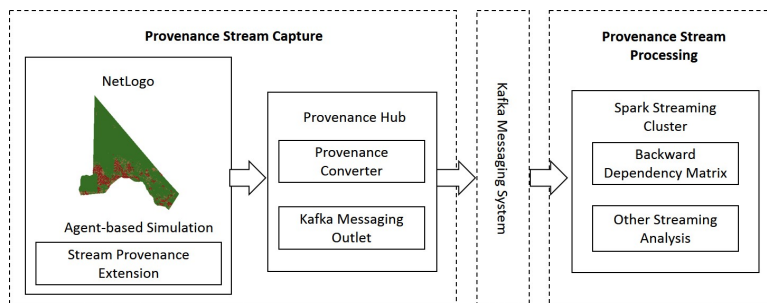 Provenance Stream Capture
NetLogo
Agent-based Simulation
Stream Provenance
Extension
Provenance Hub
Provenance
Converter
Kafka Messaging
Outlet
Kafka Messaging System
Provenance Stream
Processing
Spark Streaming
Cluster
Backward
Dependency Matrix
Other Streaming
Analysis